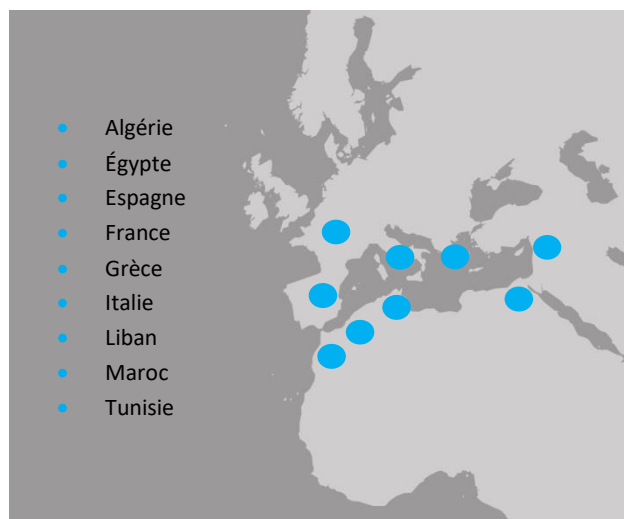 Algérie
Égypte
Espagne
France
Grèce
Italie
Liban
Maroc
Tunisie